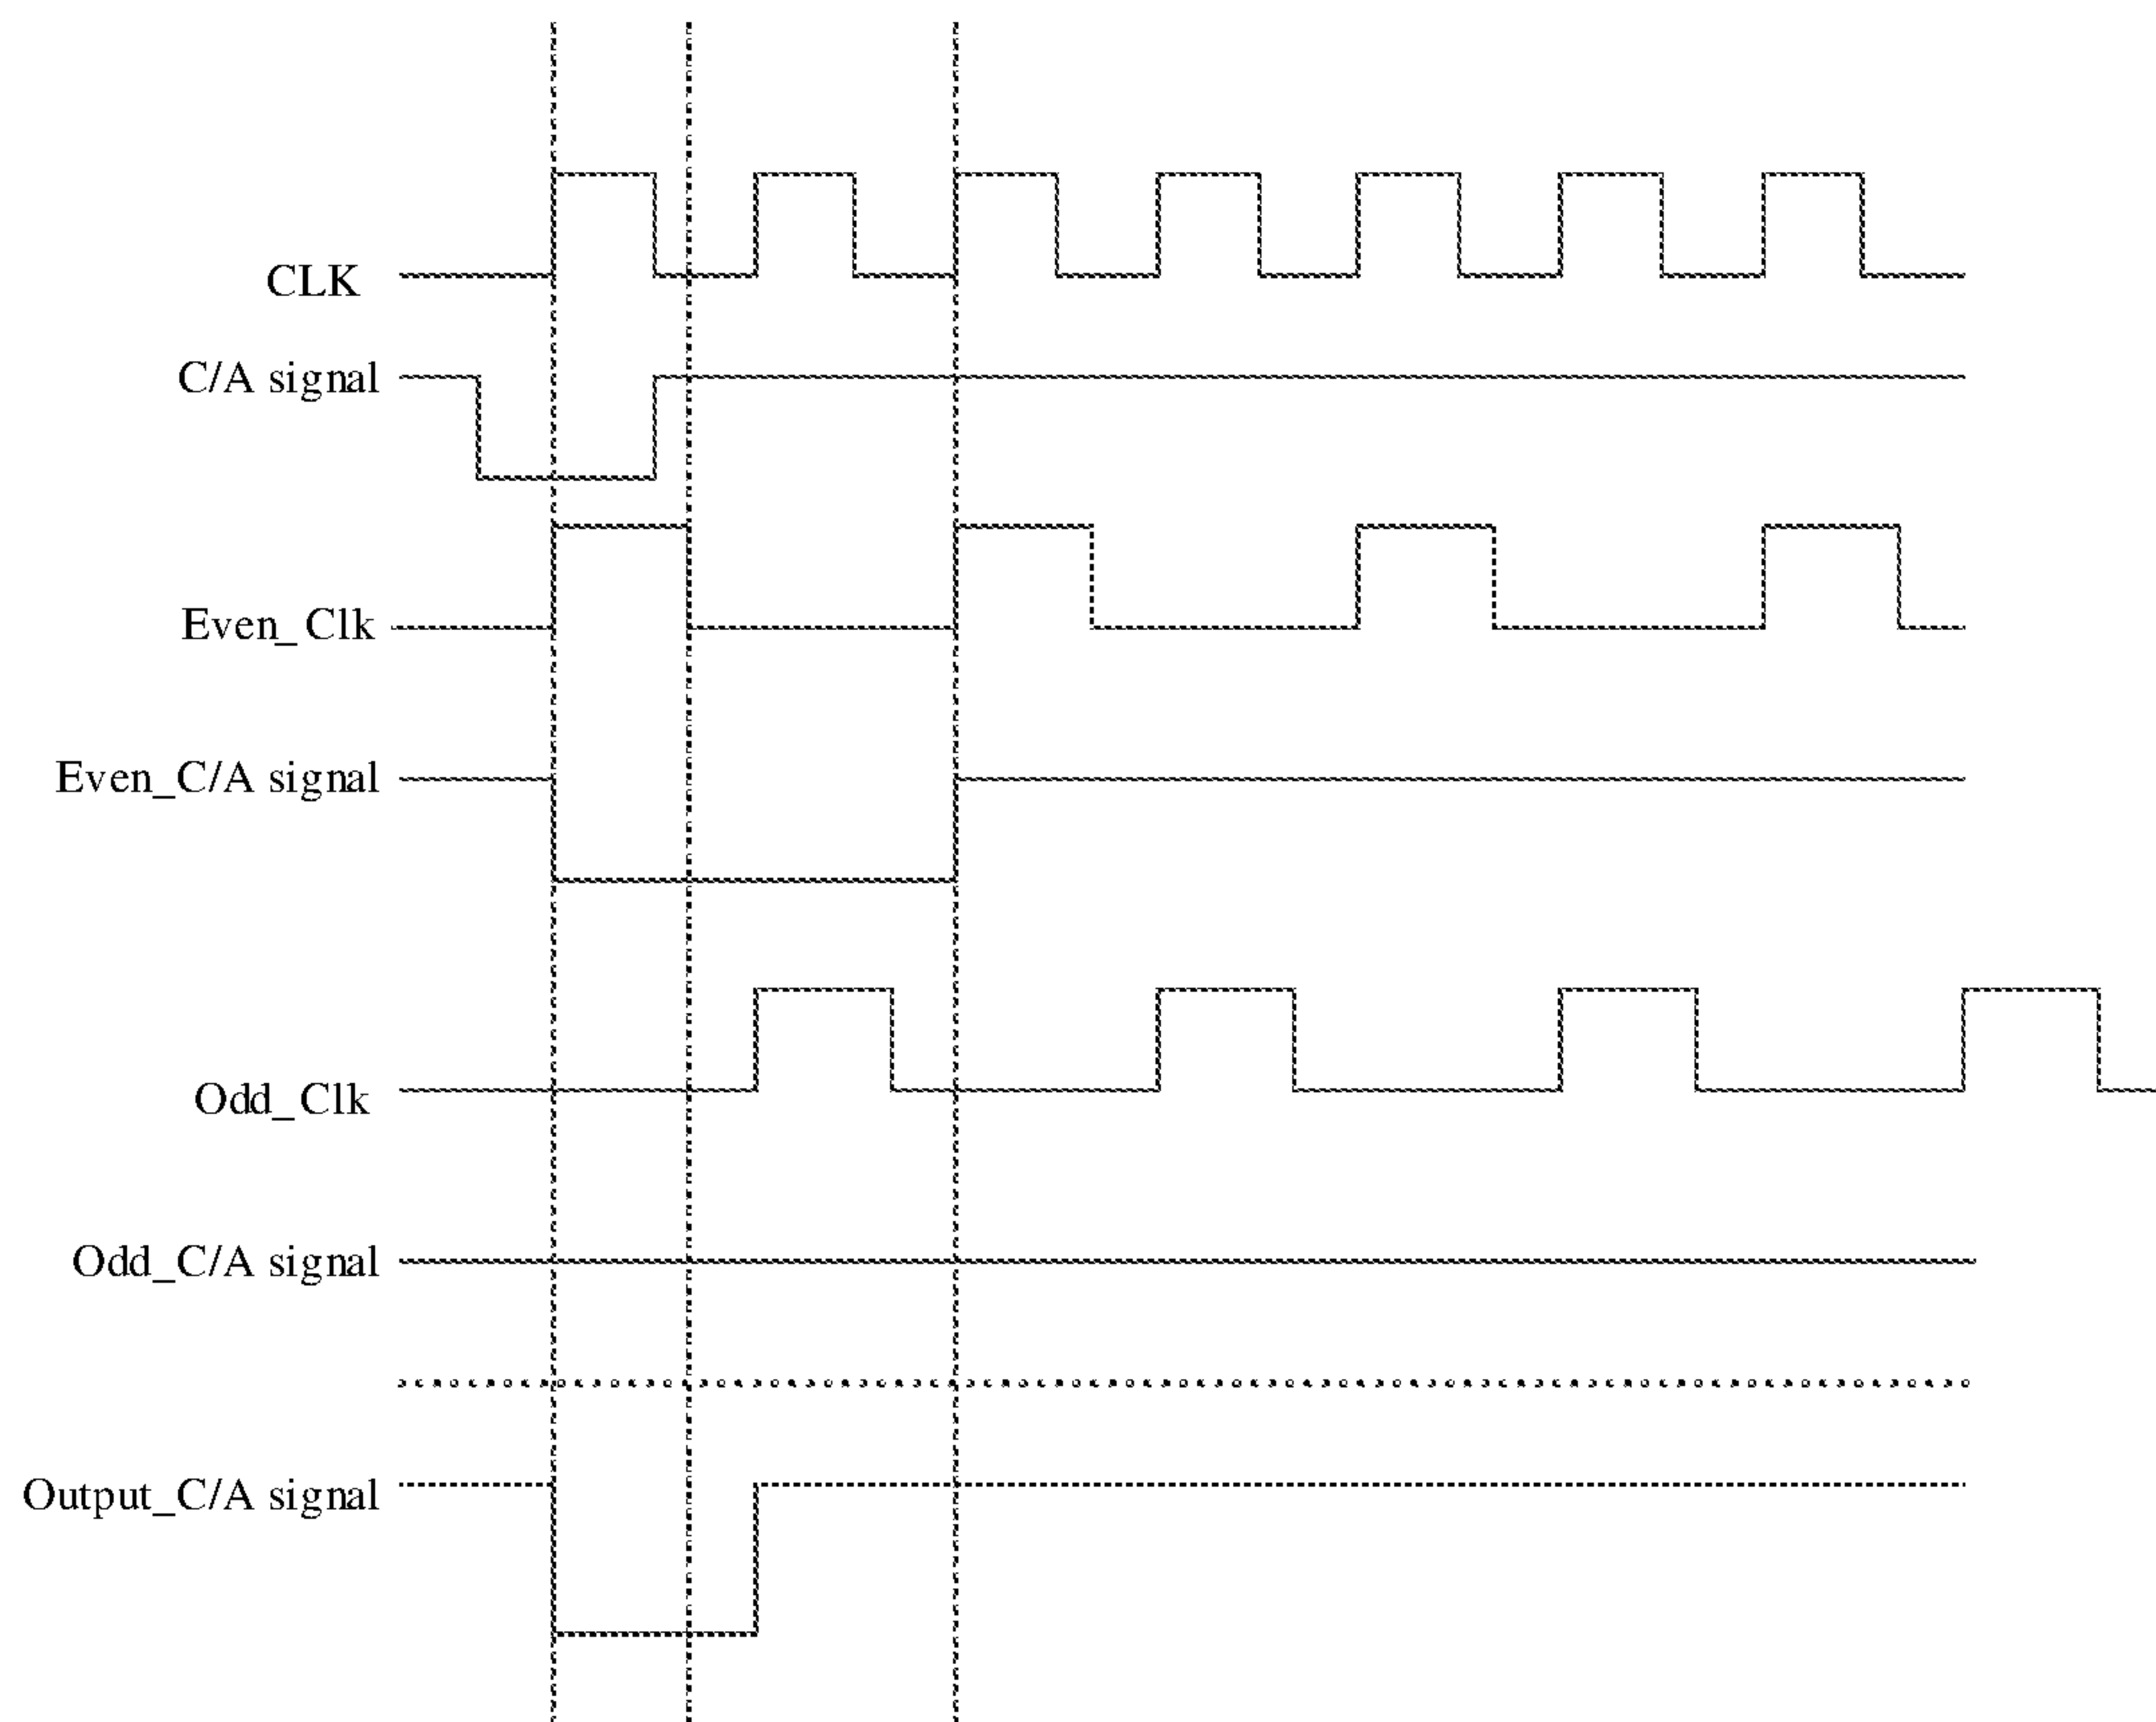 CLK
C/A signal
Even_Clk
Even_C/A signal
Odd_Clk
Odd_C/A signal
Output_C/A signal